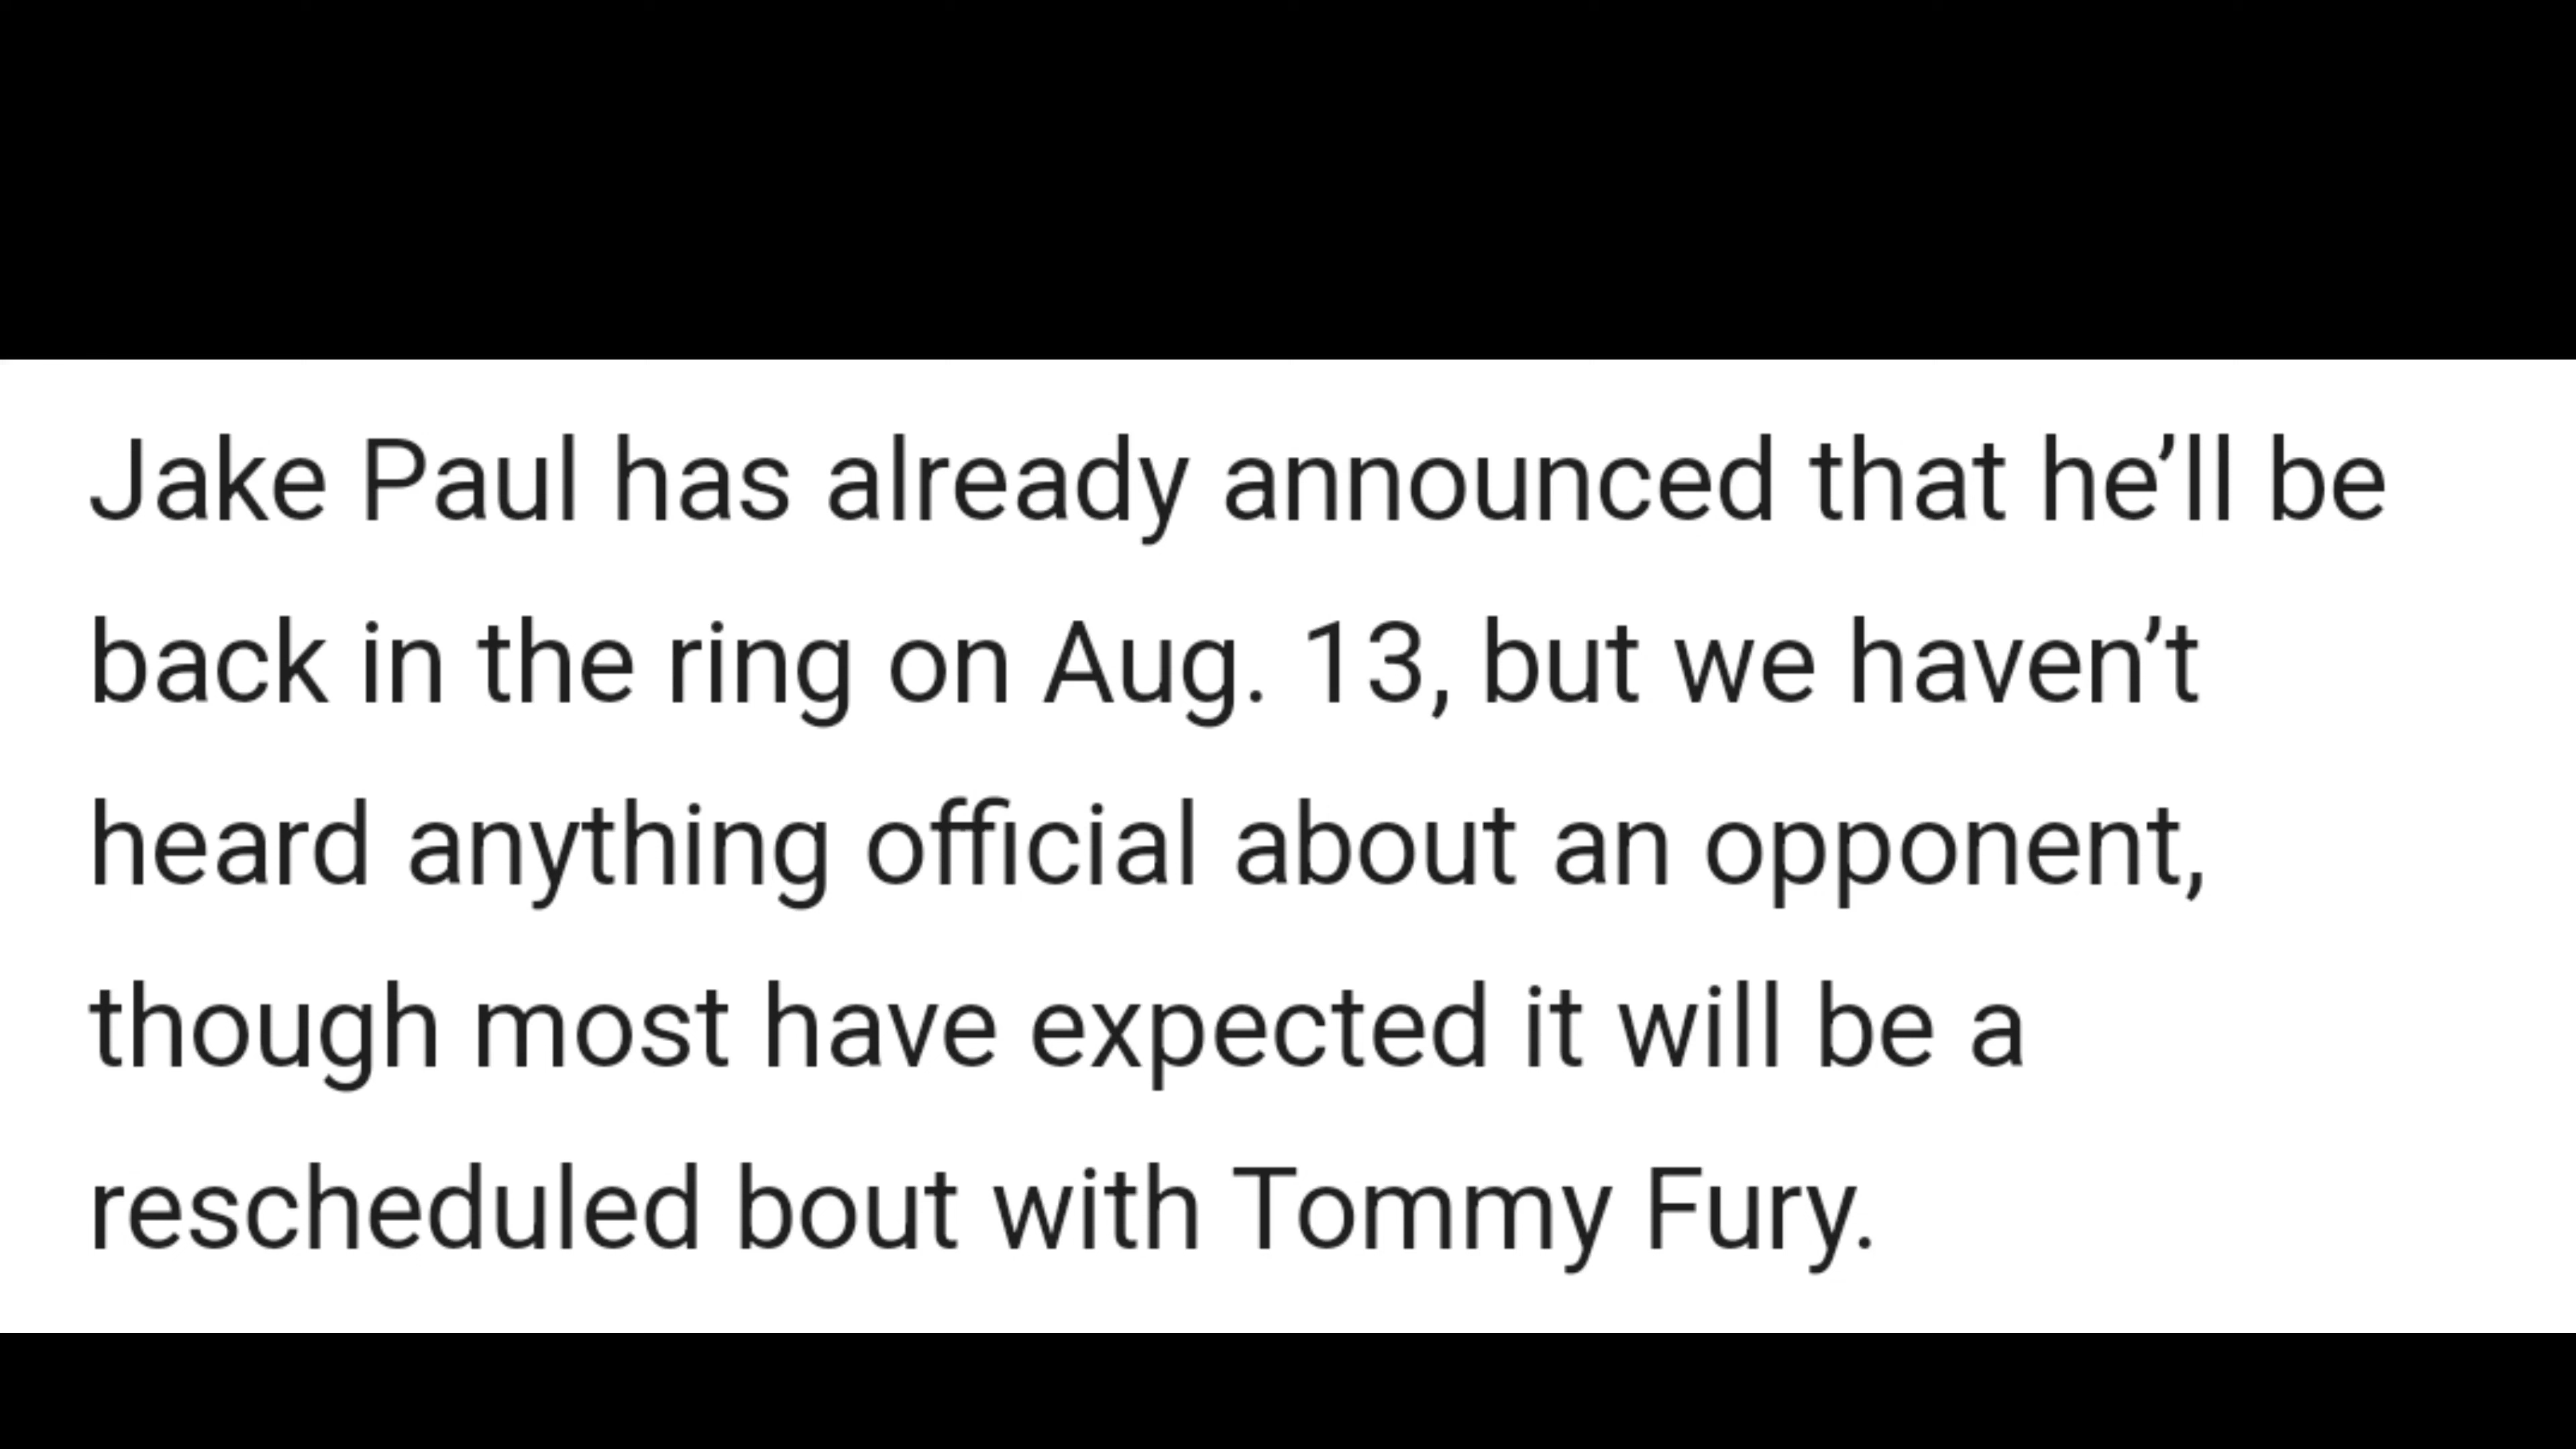 Jake Paul has already announced that he’ll be
back in the ring on Aug. 13, but we haven’t
heard anything official about an opponent,
though most have expected it will be a
rescheduled bout with Tommy Fury.